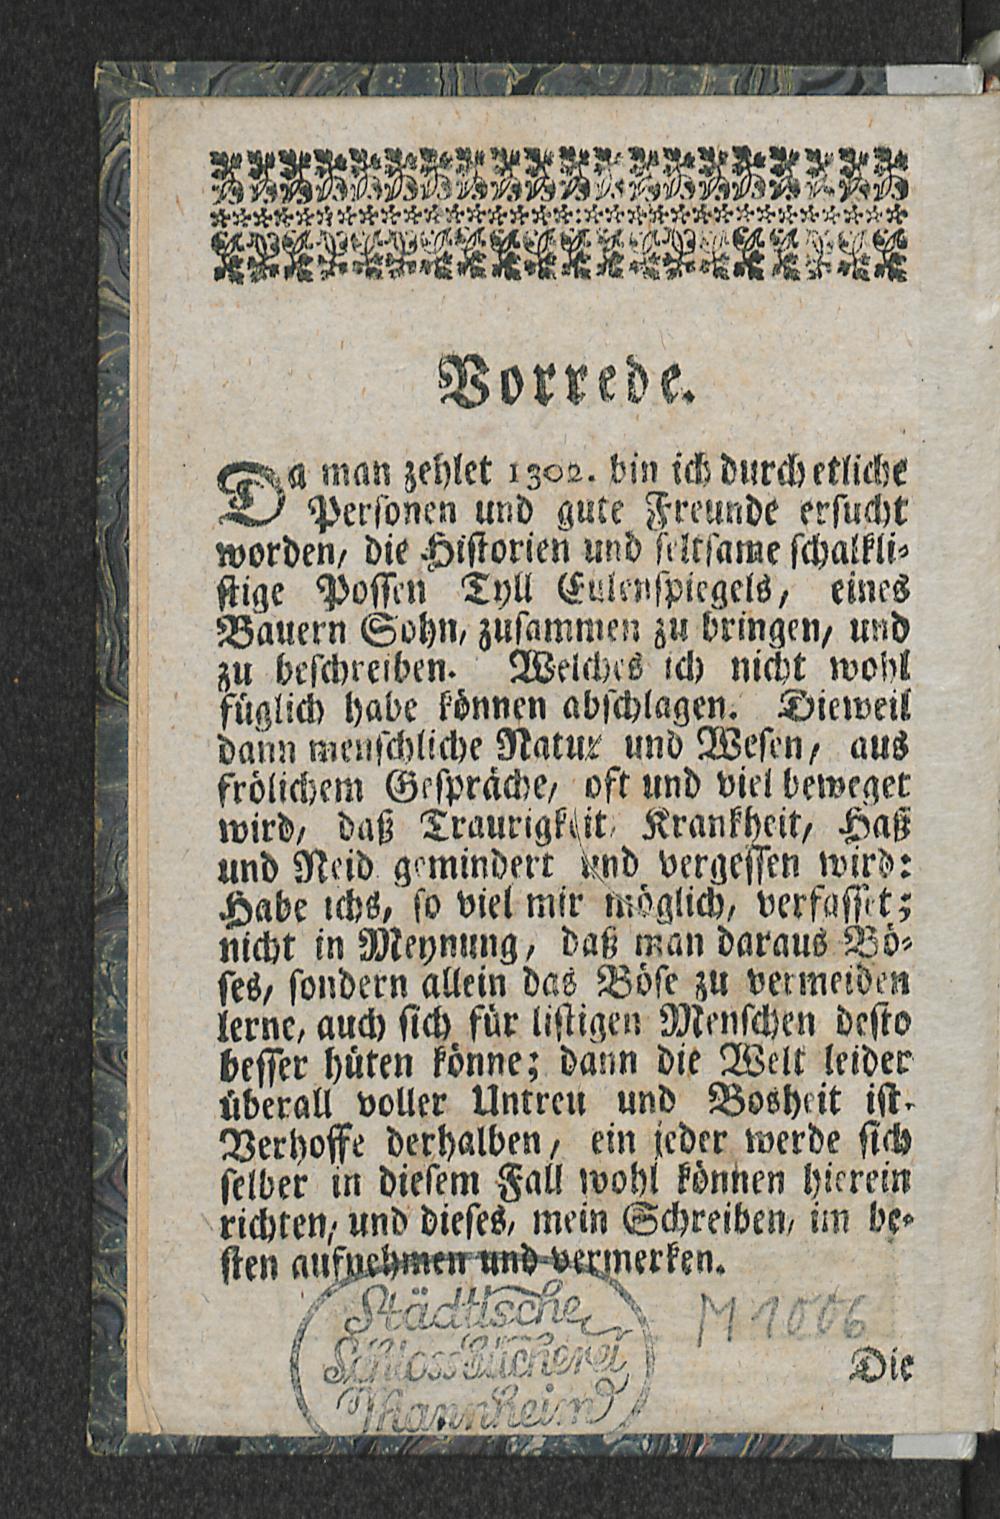 Vorrede.
Da man zehlet 1302. bin ich durch etliche
Personen und gute Freunde ersucht
worden, die Historien und seltsame schalkli-
stige Possen Tyll Eulenspiegels, eines
Bauern Sohn, zusammen zu bringen, und
zu beschreiben. Welches ich nicht wohl
füglich habe können abschlagen. Dieweil
dann menschliche Natur und Wesen, aus
frölichem Gespräche, oft und viel beweget
wird, daß Traurigkeit, Krankheit, Haß
und Neid gemindert und vergessen wird:
Habe ichs, so viel mir möglich, verfasset;
nicht in Meynung, daß man daraus Bö-
ses, sondern allein das Böse zu vermeiden
lerne, auch sich für listigen Menschen desto
besser hüten könne; dann die Welt leider
überall voller Untreu und Bosheit ist.
Verhoffe derhalben, ein jeder werde sich
selber in diesem Fall wohl können hierein
richten, und dieses, mein Schreiben, im be-
sten aufnehmen und vermerken.
Städtische
Schlossbücherei
Mannheim
M 1006
Die